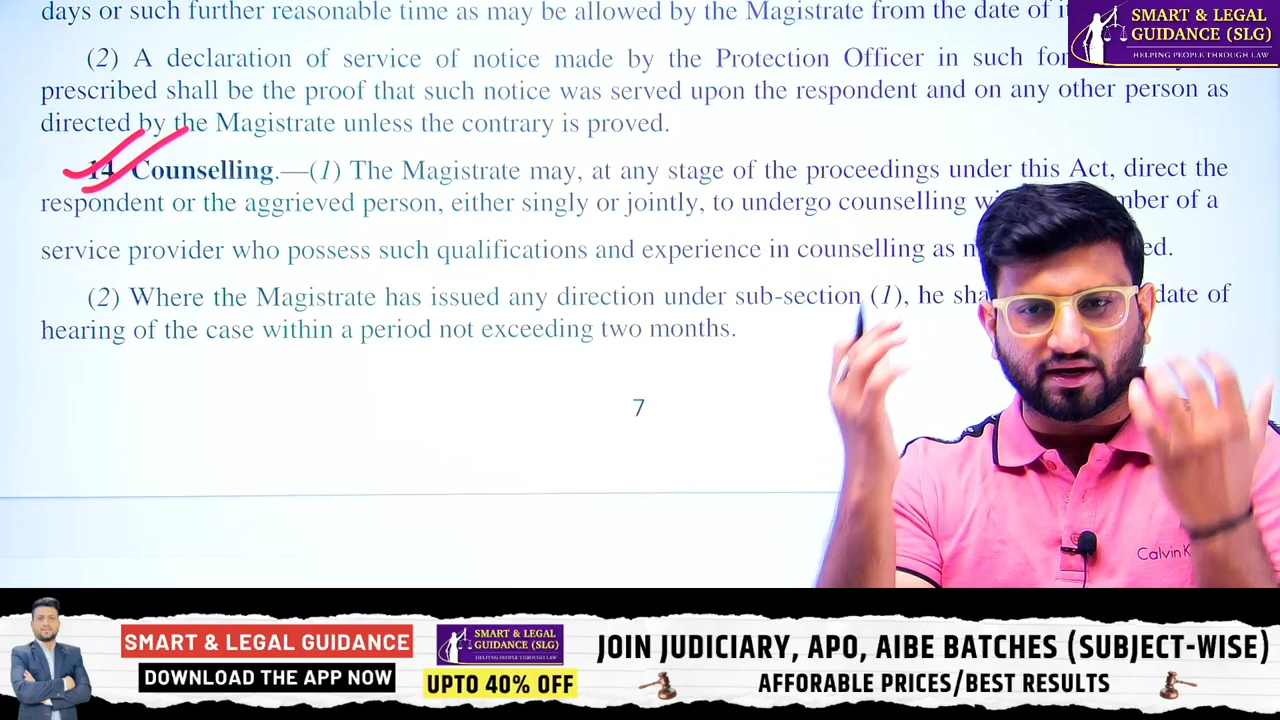 days or such further reasonable time as may be allowed by the Magistrate from the date of
(2) A declaration of service of notice made by the Protection Officer in such
prescribed shall be the proof that such notice was served upon the respondent and on any other person as
directed by the Magistrate unless the contrary is proved.
14. Counselling.—(1) The Magistrate may, at any stage of the proceedings under this Act, direct the
respondent or the aggrieved person, either singly or jointly, to undergo counselling of a
service provider who possess such qualifications and experience in counselling as
(2) Where the Magistrate has issued any direction under sub-section (1), he date of
hearing of the case within a period not exceeding two months.
7
SMART & LEGAL
GUIDANCE (SLG)
HELPING PEOPLE THROUGH LAW
Calvin K
SMART & LEGAL GUIDANCE
DOWNLOAD THE APP NOW
SMART & LEGAL
GUIDANCE (SLG)
HELPING PEOPLE THROUGH LAW
UPTO 40% OFF
JOIN JUDICIARY, APO, AIBE BATCHES (SUBJECT-WISE)
AFFORABLE PRICES/BEST RESULTS